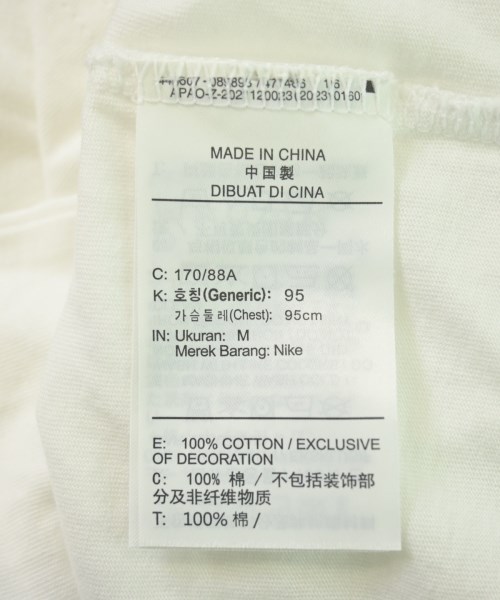 MADE IN CHINA
中国製
DIBUAT DI CINA
C: 170/88A
K: 호칭(Generic): 95
가슴둘레(Chest): 95cm
IN: Ukuran: M
Merek Barang: Nike
E: 100% COTTON / EXCLUSIVE
OF DECORATION
C: 100% 棉 / 不包括装饰部
分及非纤维物质
T: 100% 棉 /